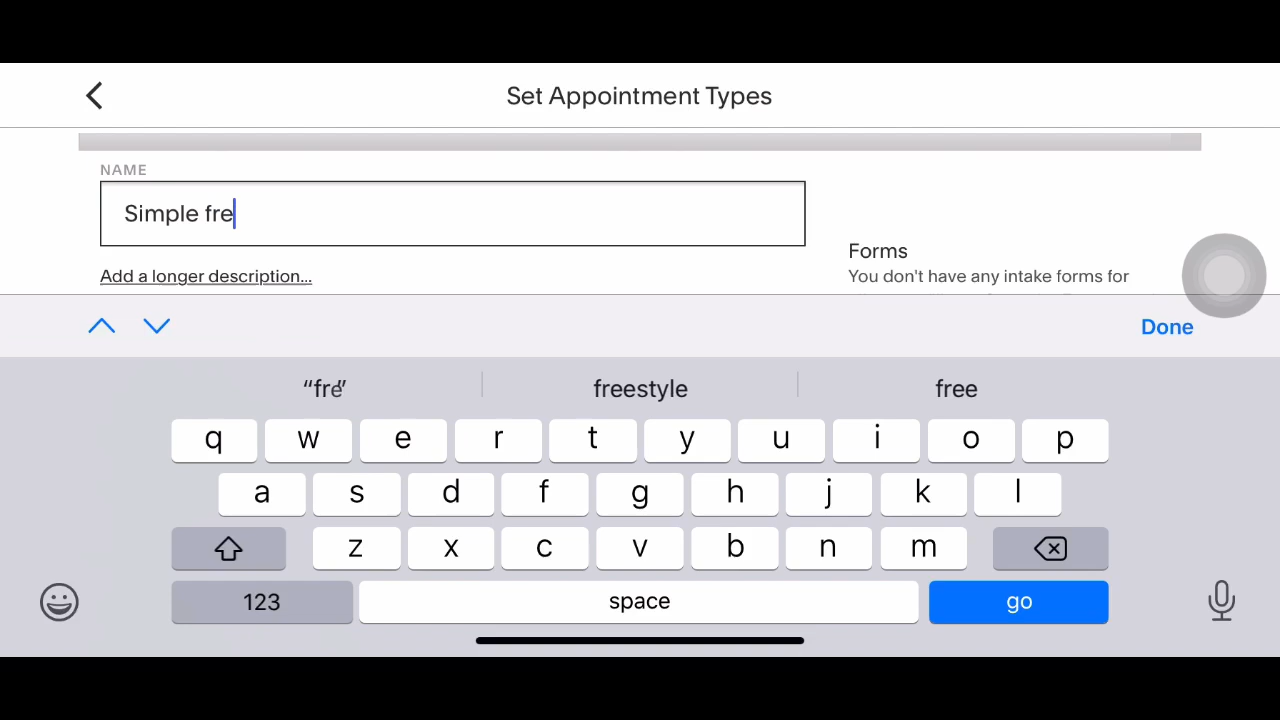 Set Appointment Types
NAME
Simple fre
Add a longer description...
Forms
You don't have any intake forms for
Done
“fre” freestyle free
q w e r t y u i o p
a s d f g h j k l
z x c v b n m
123 space go